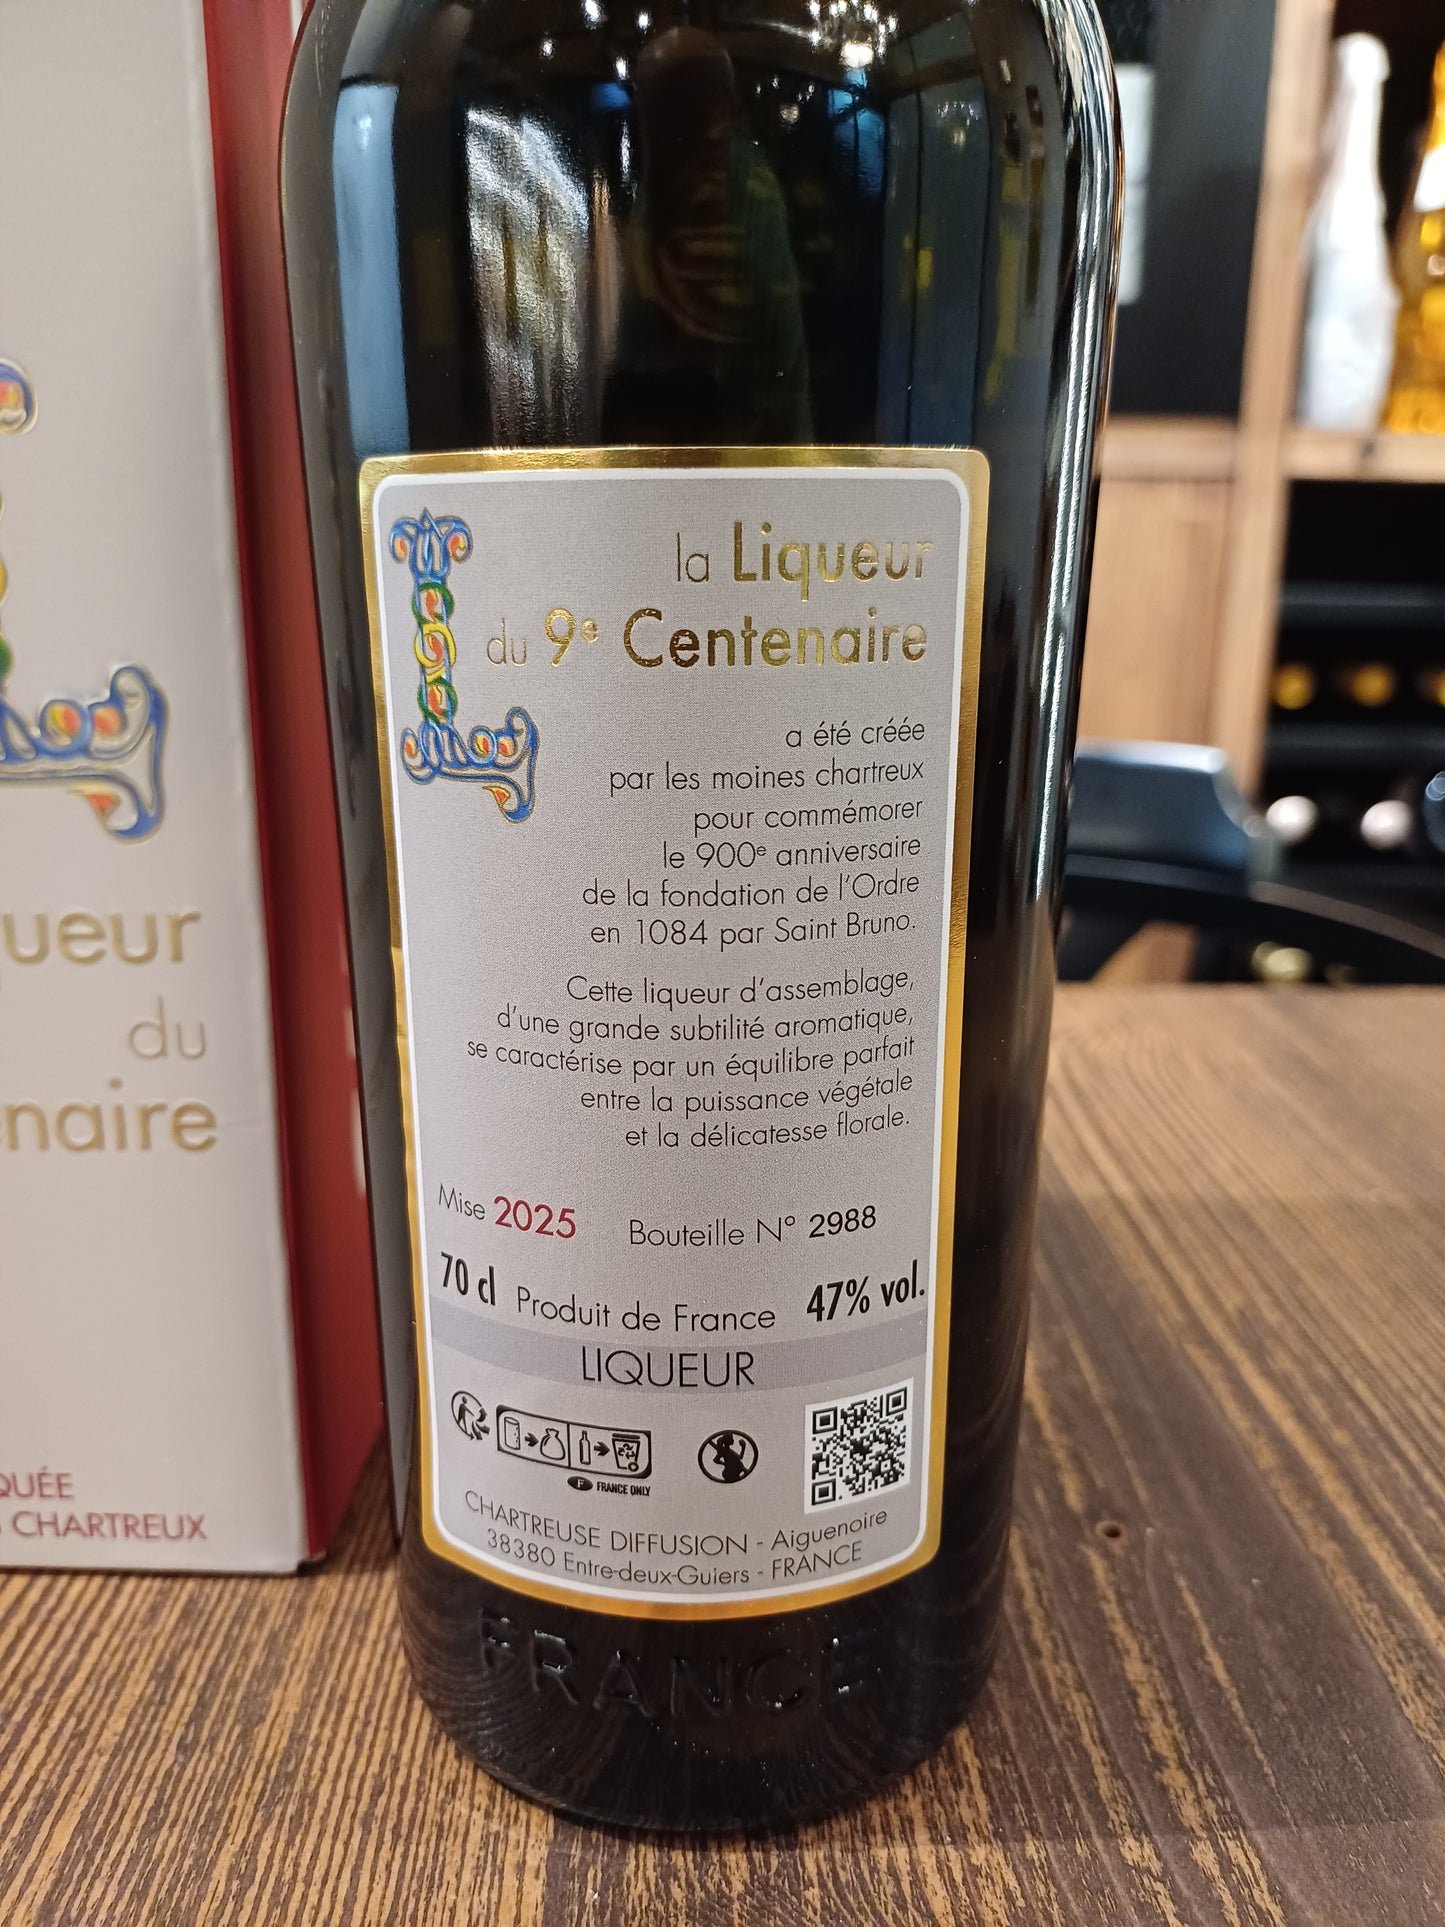 la Liqueur
du 9e Centenaire
a été créée
par les moines chartreux
pour commémorer
le 900e anniversaire
de la fondation de l'Ordre
en 1084 par Saint Bruno.
Cette liqueur d'assemblage,
d'une grande subtilité aromatique,
se caractérise par un équilibre parfait
entre la puissance végétale
et la délicatesse florale.
Mise 2025 Bouteille N° 2988
70 cl Produit de France 47% vol.
LIQUEUR
F FRANCE ONLY
CHARTREUSE DIFFUSION - Aiguenoire
38380 Entre-deux-Guiers - FRANCE
FRANCE
du
CHARTREUX